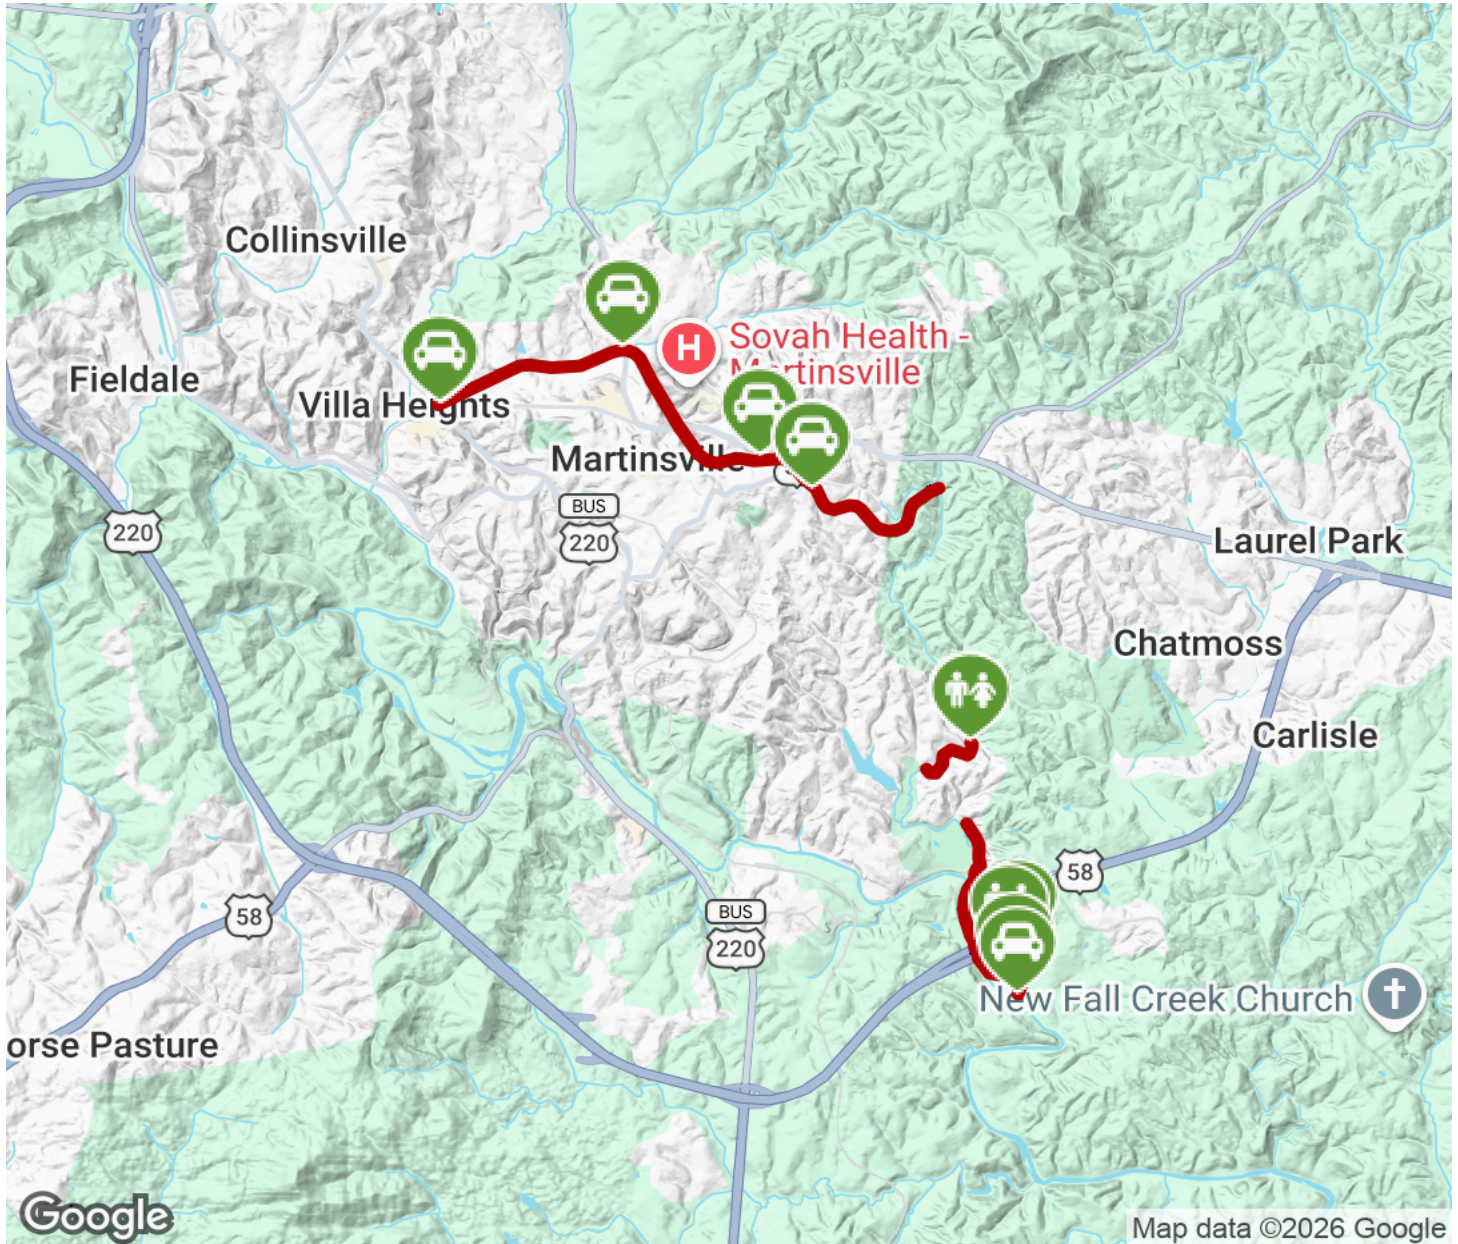 Collinsville
Sovah Health -
Martinsville
Fieldale
Villa Heights
Martinsville
BUS
220
220
Laurel Park
Chatmoss
Carlisle
58
58
BUS
220
New Fall Creek Church
orse Pasture
Google
Map data ©2026 Google